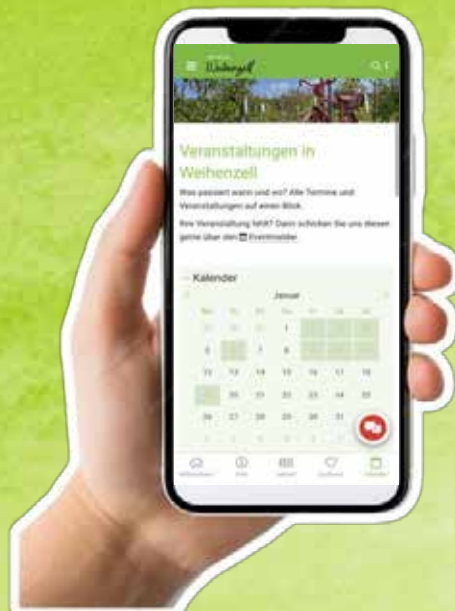 Weihenzell
Veranstaltungen in
Weihenzell
Was passiert wann und wo? Alle Termine und
Veranstaltungen auf einen Blick.
Ihre Veranstaltung fehlt? Dann schicken Sie uns diesen
gerne über den Eventmelder.
Kalender
Januar
1
5 7 8
12 13 14 15 16 17 18
20 21 22 23 24 25
26 27 28 29 30 31